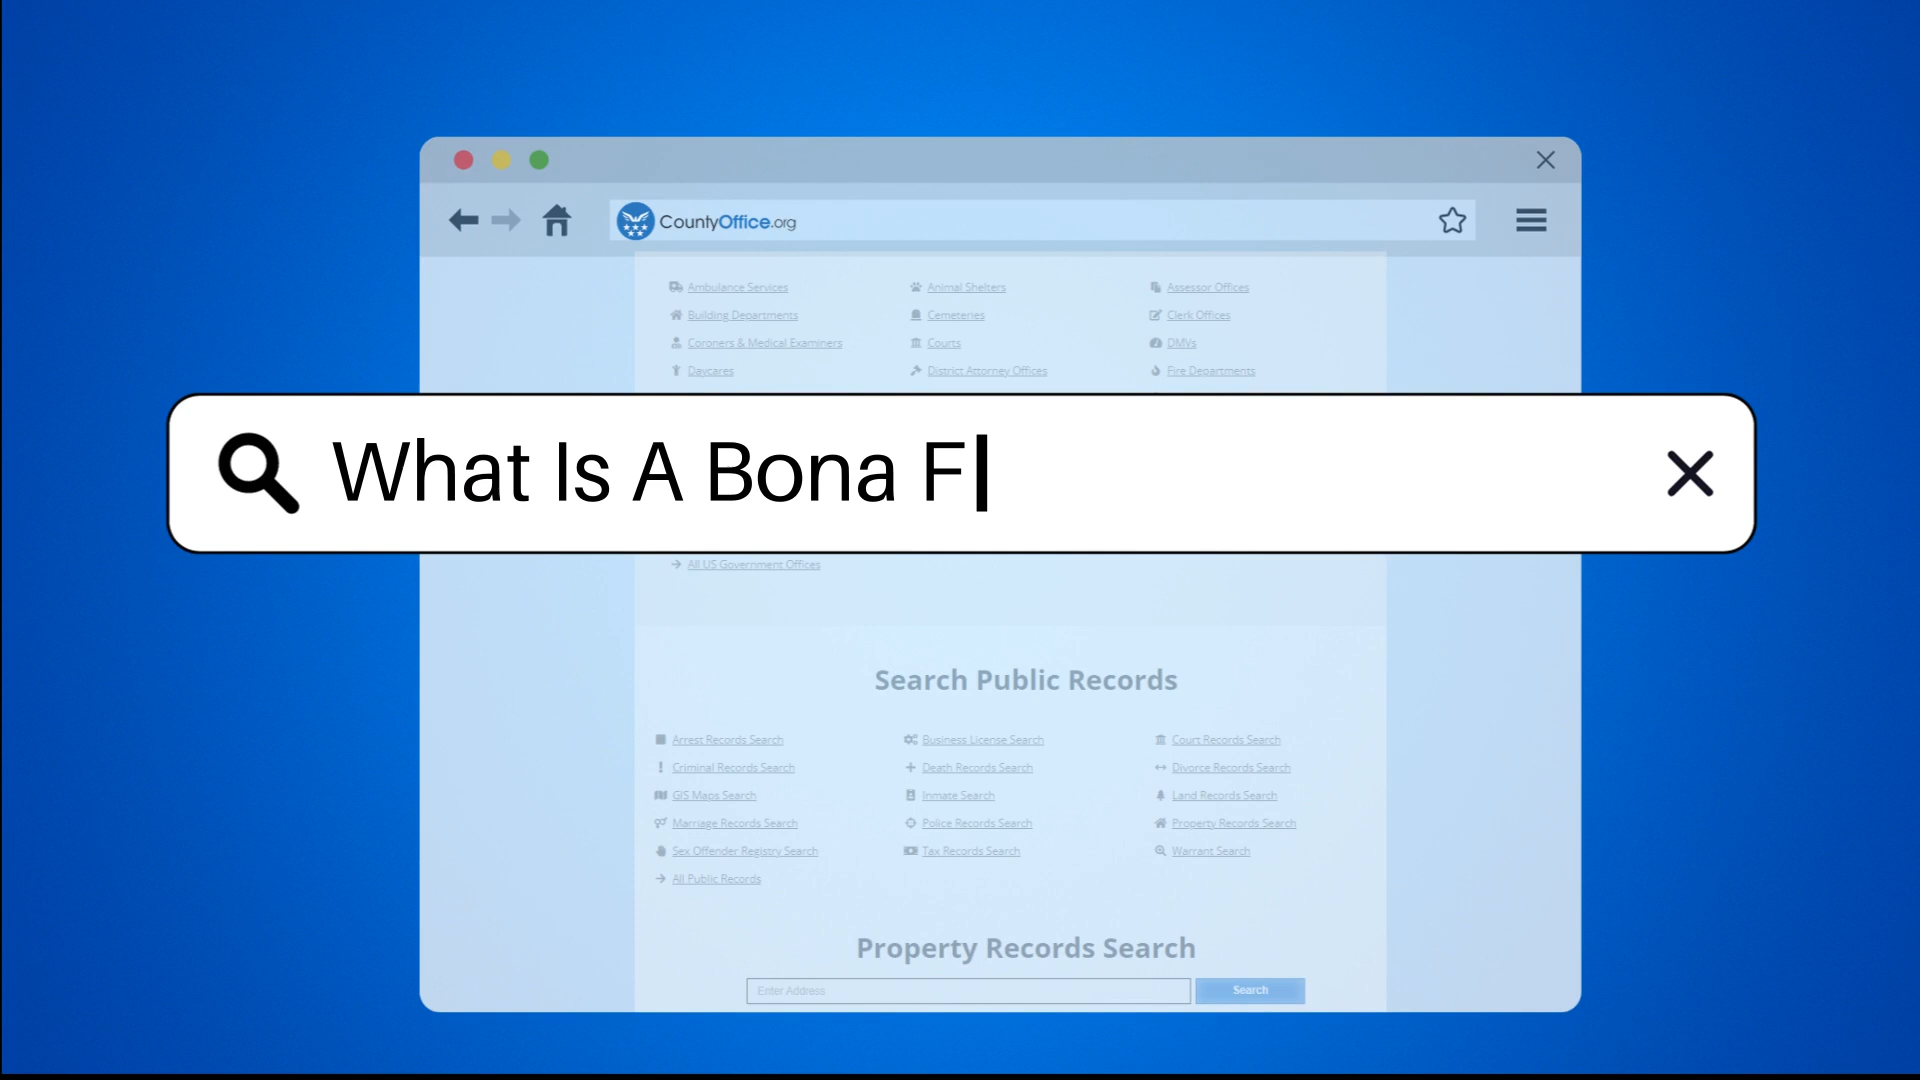 CountyOffice.org
Ambulance Services Animal Shelters Assessor Offices
Building Departments Cemeteries Clerk Offices
Coroners & Medical Examiners Courts DMVs
Daycares District Attorney Offices Fire Departments
What Is A Bona F
All US Government Offices
Search Public Records
Arrest Records Search Business License Search Court Records Search
Criminal Records Search Death Records Search Divorce Records Search
GIS Maps Search Inmate Search Land Records Search
Marriage Records Search Police Records Search Property Records Search
Sex Offender Registry Search Tax Records Search Warrant Search
All Public Records
Property Records Search
Enter Address Search